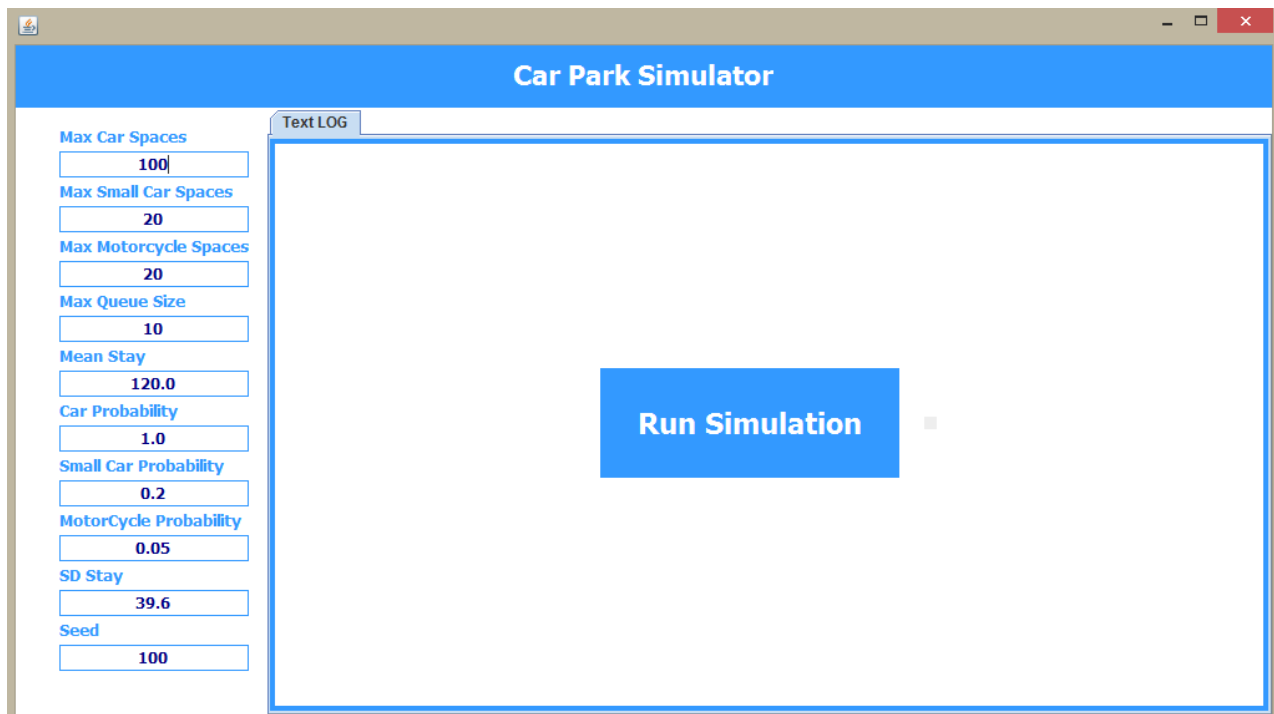 Car Park Simulator
Text LOG
Max Car Spaces
100
Max Small Car Spaces
20
Max Motorcycle Spaces
20
Max Queue Size
10
Mean Stay
120.0
Car Probability
1.0
Small Car Probability
0.2
MotorCycle Probability
0.05
SD Stay
39.6
Seed
100
Run Simulation